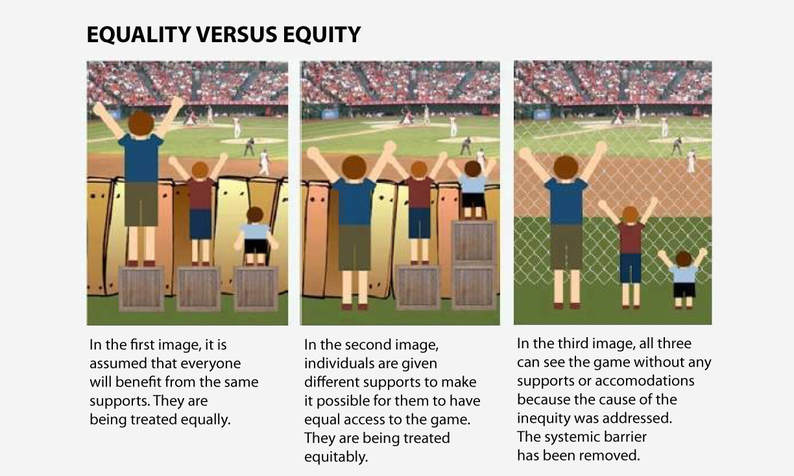 EQUALITY VERSUS EQUITY
In the first image, it is
assumed that everyone
will benefit from the same
supports. They are
being treated equally.
In the second image,
individuals are given
different supports to make
it possible for them to have
equal access to the game.
They are being treated
equitably.
In the third image, all three
can see the game without any
supports or accomodations
because the cause of the
inequity was addressed.
The systemic barrier
has been removed.